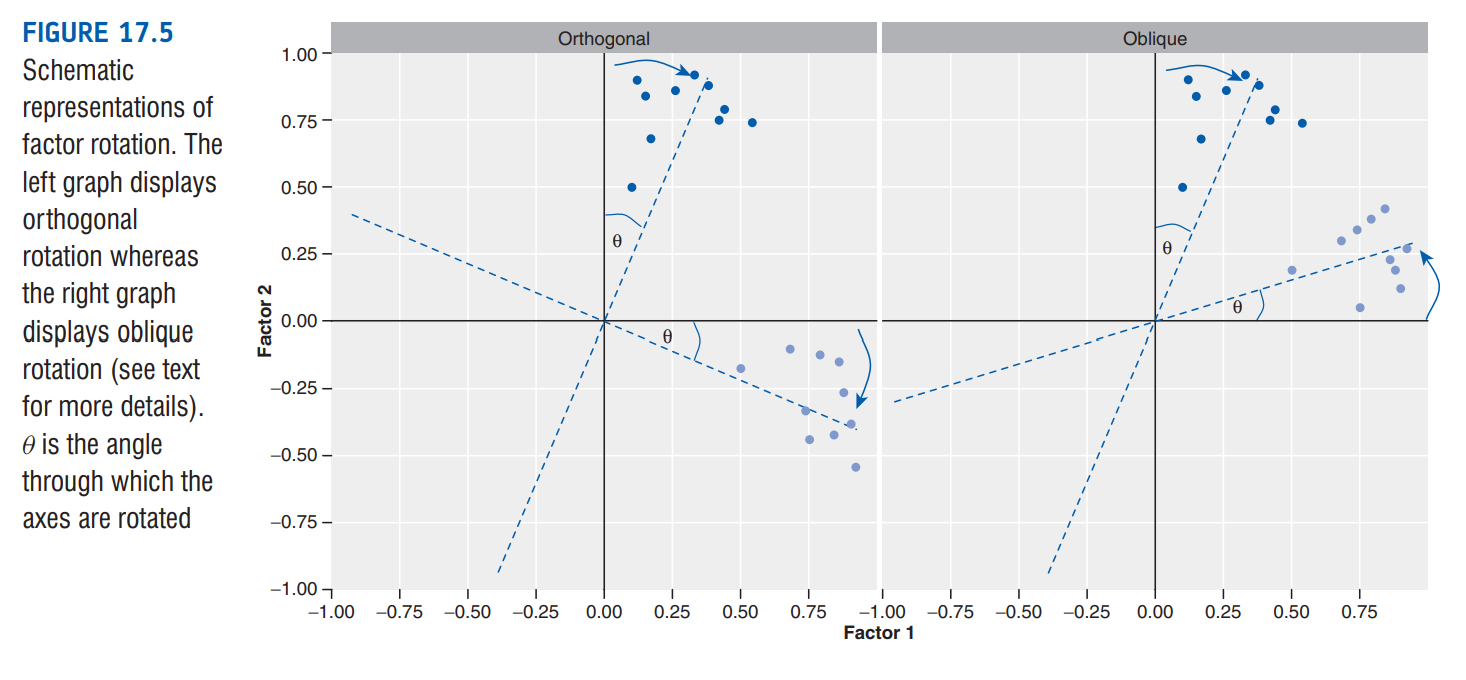 FIGURE 17.5
Schematic
representations of
factor rotation. The
left graph displays
orthogonal
rotation whereas
the right graph
displays oblique
rotation (see text
for more details).
θ is the angle
through which the
axes are rotated
Orthogonal
Oblique
Factor 2
1.00
0.75
0.50
0.25
0.00
−0.25
−0.50
−0.75
−1.00
θ
θ
θ
θ
−1.00 −0.75 −0.50 −0.25 0.00 0.25 0.50 0.75 −1.00 −0.75 −0.50 −0.25 0.00 0.25 0.50 0.75
Factor 1